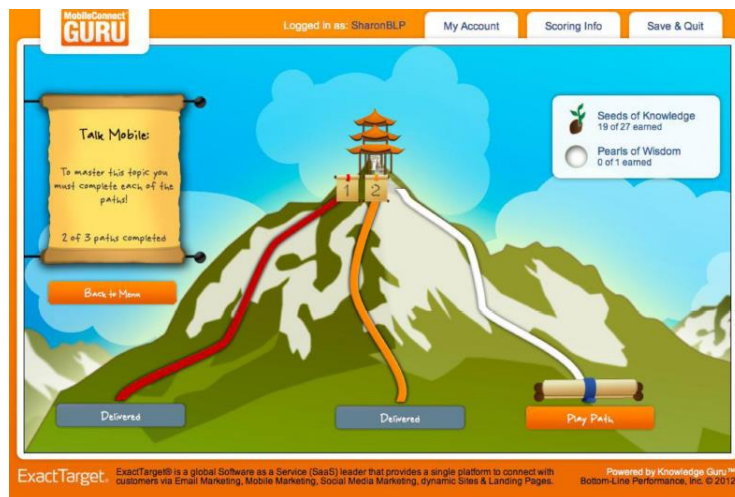 MobileConnect
GURU
Logged in as: SharonBLP
My Account
Scoring Info
Save & Quit
Talk Mobile:
To master this topic you
must complete each of the
paths!
2 of 3 paths completed
Back to Menu
Seeds of Knowledge
19 of 27 earned
Pearls of Wisdom
0 of 1 earned
1
2
Delivered
Delivered
Play Path
ExactTarget.
ExactTarget® is a global Software as a Service (SaaS) leader that provides a single platform to connect with
customers via Email Marketing, Mobile Marketing, Social Media Marketing, dynamic Sites & Landing Pages.
Powered by Knowledge Guru™
Bottom-Line Performance, Inc. © 2012